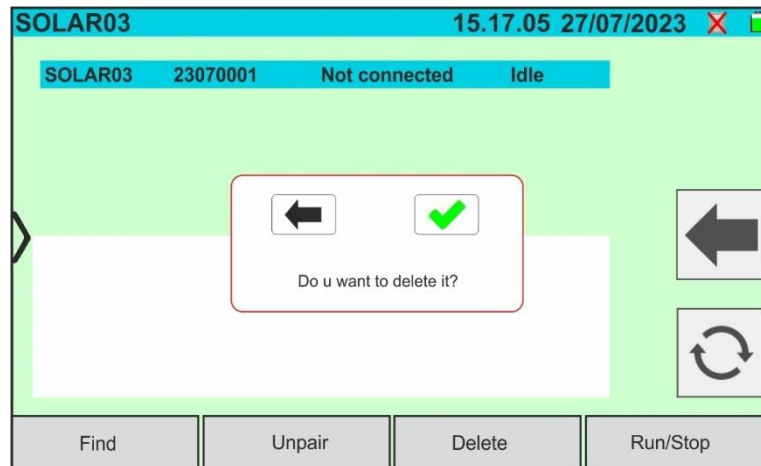 SOLAR03 15.17.05 27/07/2023
SOLAR03 23070001 Not connected Idle
Do u want to delete it?
Find Unpair Delete Run/Stop